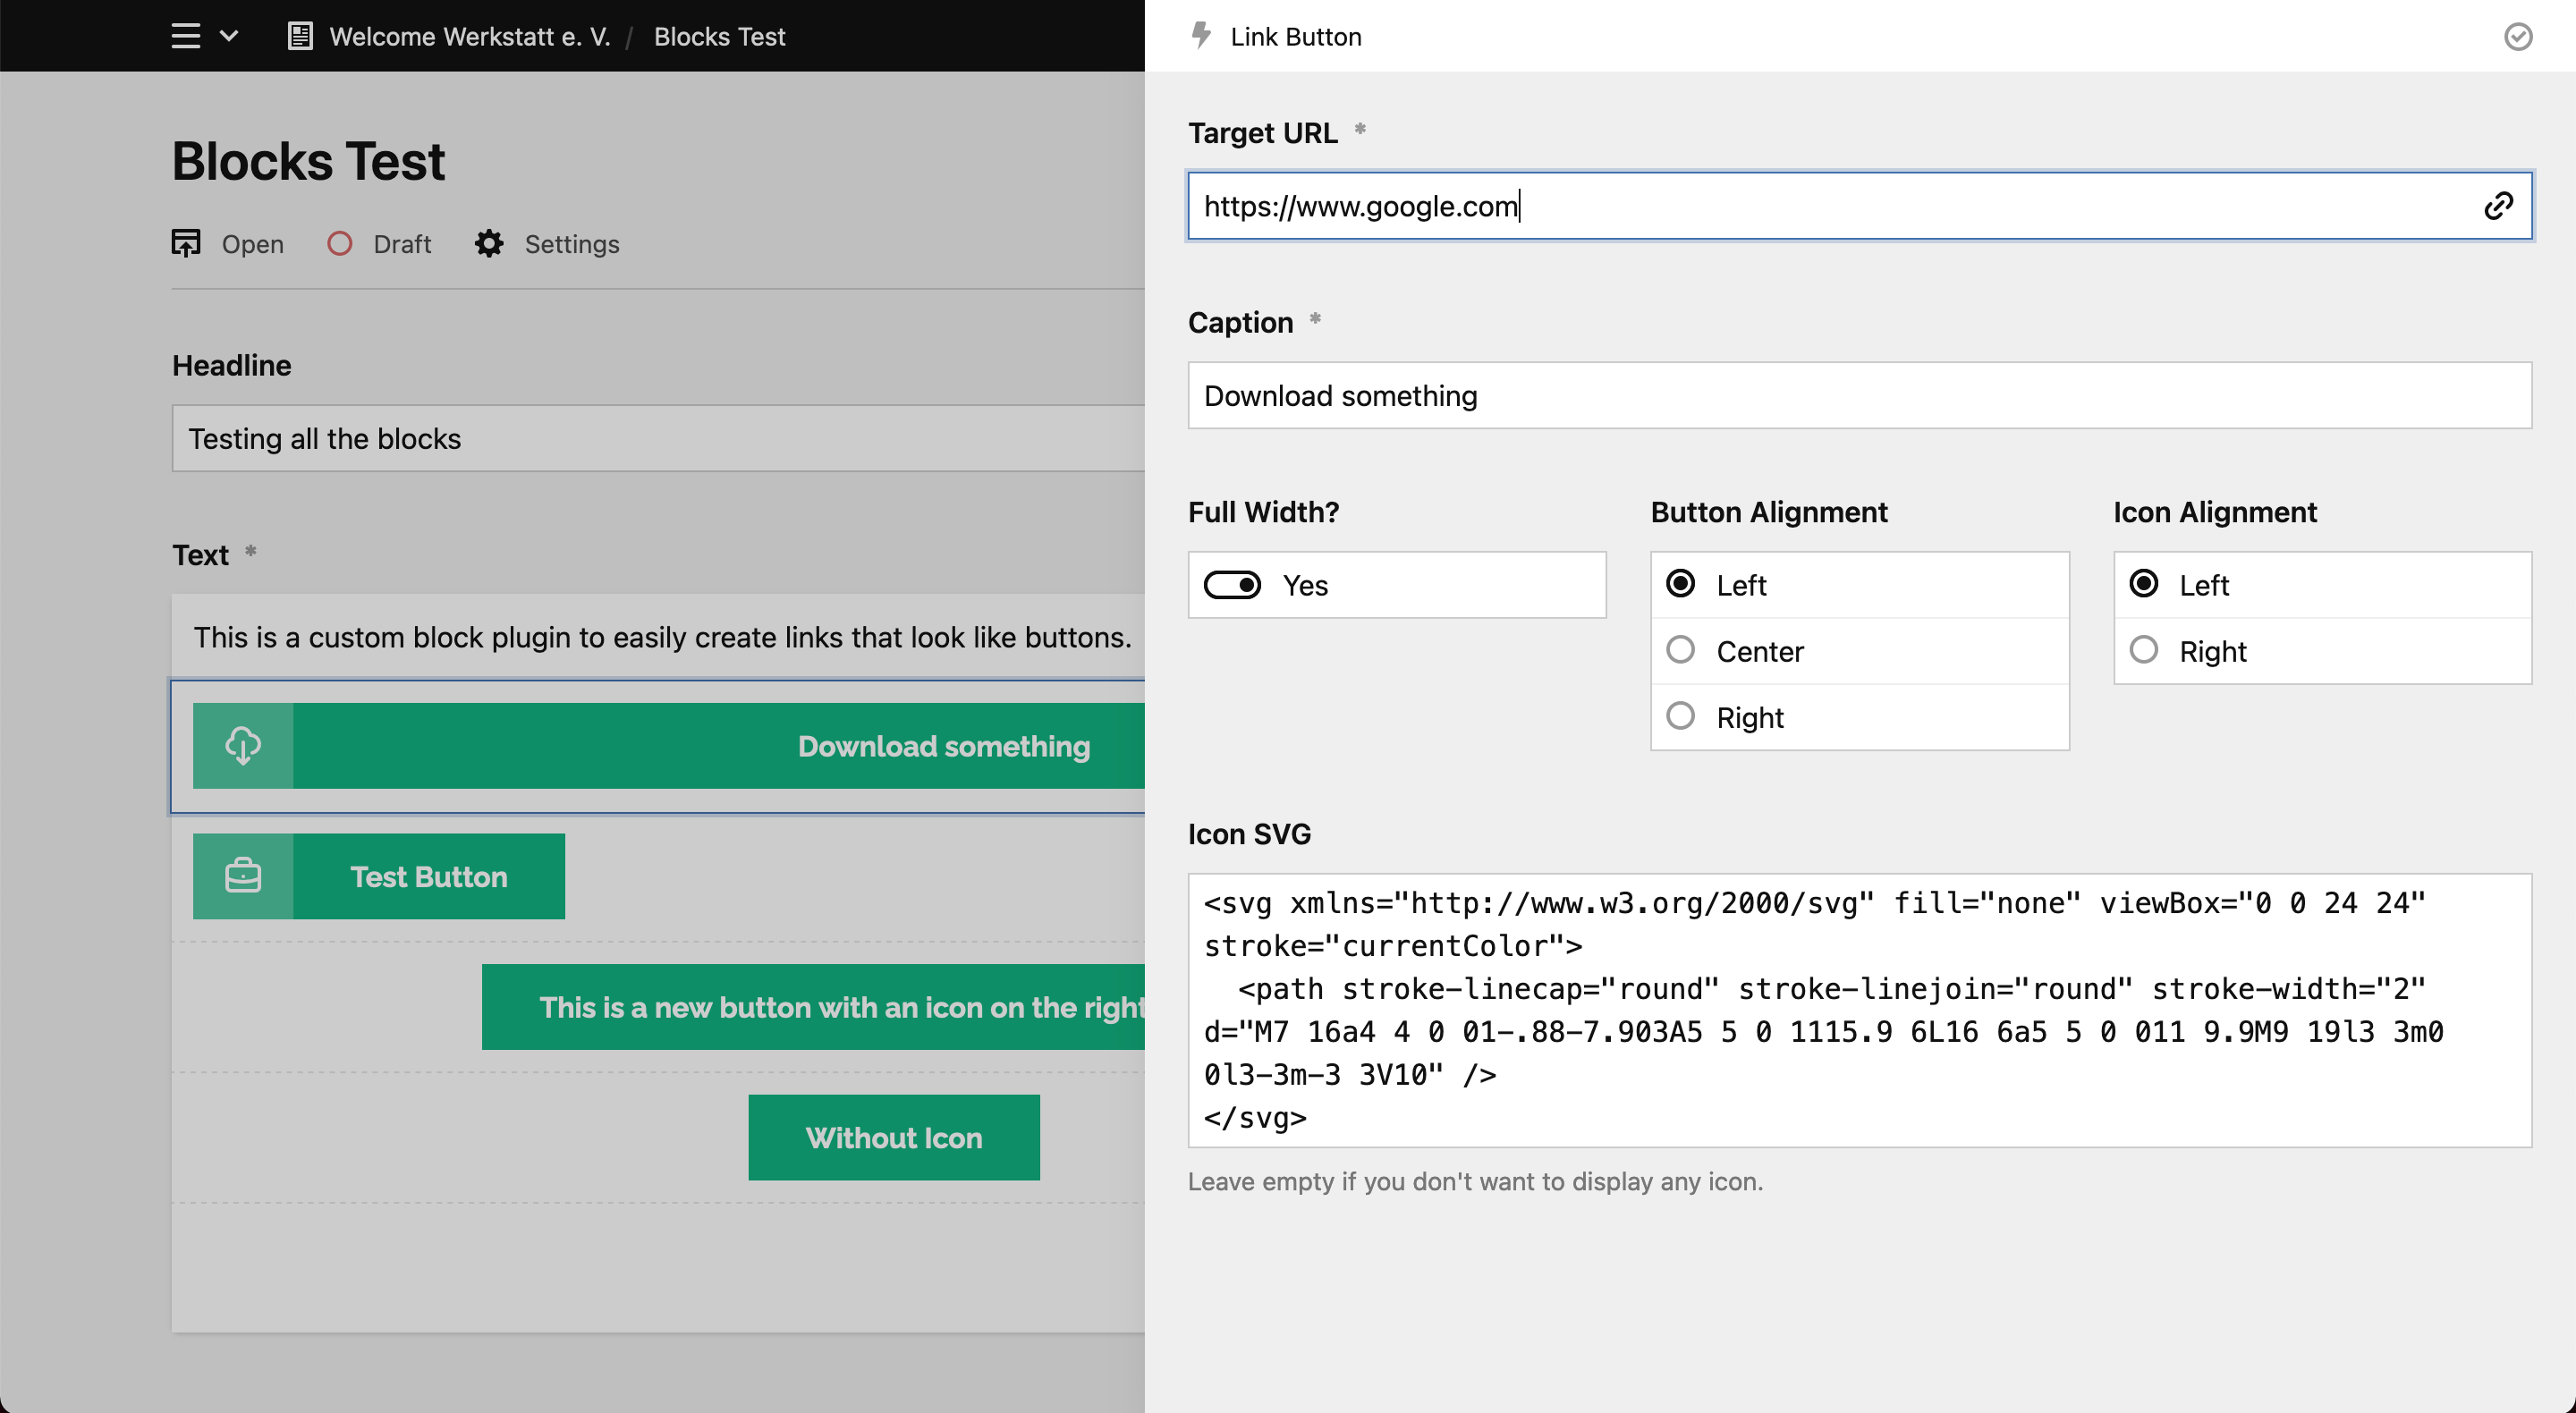 Welcome Werkstatt e. V. / Blocks Test
Blocks Test
Open Draft Settings
Headline
Testing all the blocks
Text *
This is a custom block plugin to easily create links that look like buttons.
Download something
Test Button
This is a new button with an icon on the right
Without Icon
Link Button
Target URL *
https://www.google.com
Caption *
Download something
Full Width?
Yes
Button Alignment
Left
Center
Right
Icon Alignment
Left
Right
Icon SVG
<svg xmlns="http://www.w3.org/2000/svg" fill="none" viewBox="0 0 24 24"
stroke="currentColor">
  <path stroke-linecap="round" stroke-linejoin="round" stroke-width="2"
d="M7 16a4 4 0 01-.88-7.903A5 5 0 1115.9 6L16 6a5 5 0 011 9.9M9 19l3 3m0
0l3-3m-3 3V10" />
</svg>
Leave empty if you don't want to display any icon.